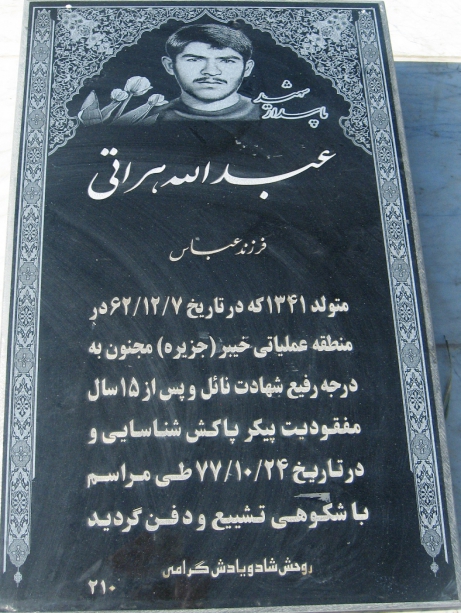 شهید
پاسدار
عبدالله هراتی
فرزند عباس
متولد ۱۳۴۱ که در تاریخ ۶۲/۱۲/۷ در
منطقه عملیاتی خیبر (جزیره) مجنون به
درجه رفیع شهادت نائل و پس از ۱۵ سال
مفقودیت پیکر پاکش شناسایی و
در تاریخ ۷۷/۱۰/۲۴ طی مراسم
با شکوهی تشییع و دفن گردید
روحش شاد و یادش گرامی
۲۱۰